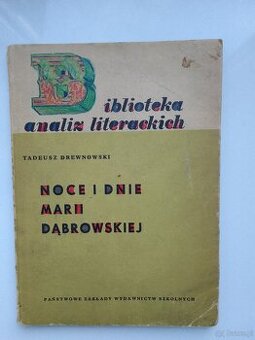 Biblioteka
analiz literackich
TADEUSZ DREWNOWSKI
NOCE I DNIE
MARII
DĄBROWSKIEJ
PAŃSTWOWE ZAKŁADY WYDAWNICTW SZKOLNYCH